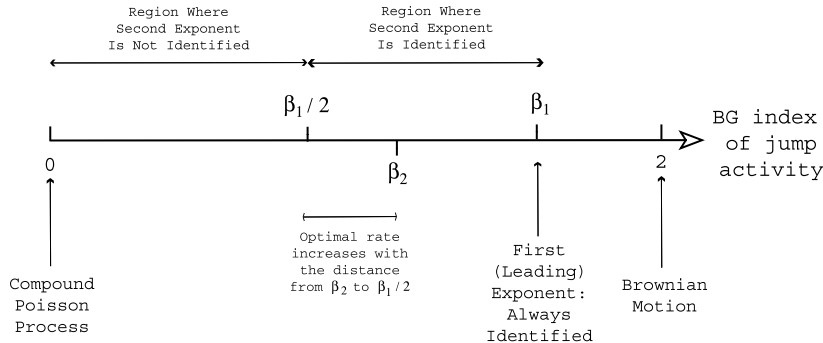 Region Where
Second Exponent
Is Not Identified
Region Where
Second Exponent
Is Identified
β1 / 2
β1
BG index
of jump
activity
0
β2
2
Optimal rate
increases with
the distance
from β2 to β1 / 2
Compound
Poisson
Process
First
(Leading)
Exponent:
Always
Identified
Brownian
Motion